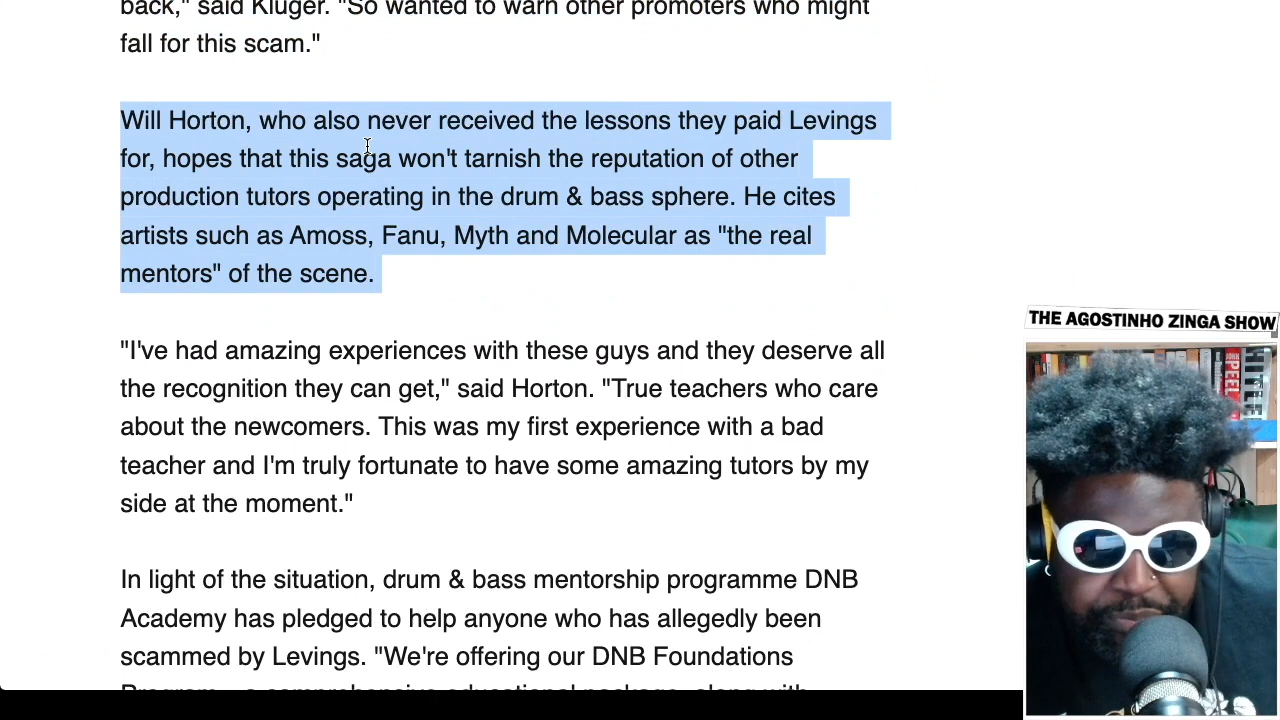 back," said Kluger. "So wanted to warn other promoters who might
fall for this scam."
Will Horton, who also never received the lessons they paid Levings
for, hopes that this saga won't tarnish the reputation of other
production tutors operating in the drum & bass sphere. He cites
artists such as Amoss, Fanu, Myth and Molecular as "the real
mentors" of the scene.
"I've had amazing experiences with these guys and they deserve all
the recognition they can get," said Horton. "True teachers who care
about the newcomers. This was my first experience with a bad
teacher and I'm truly fortunate to have some amazing tutors by my
side at the moment."
In light of the situation, drum & bass mentorship programme DNB
Academy has pledged to help anyone who has allegedly been
scammed by Levings. "We're offering our DNB Foundations
THE AGOSTINHO ZINGA SHOW
PEEL